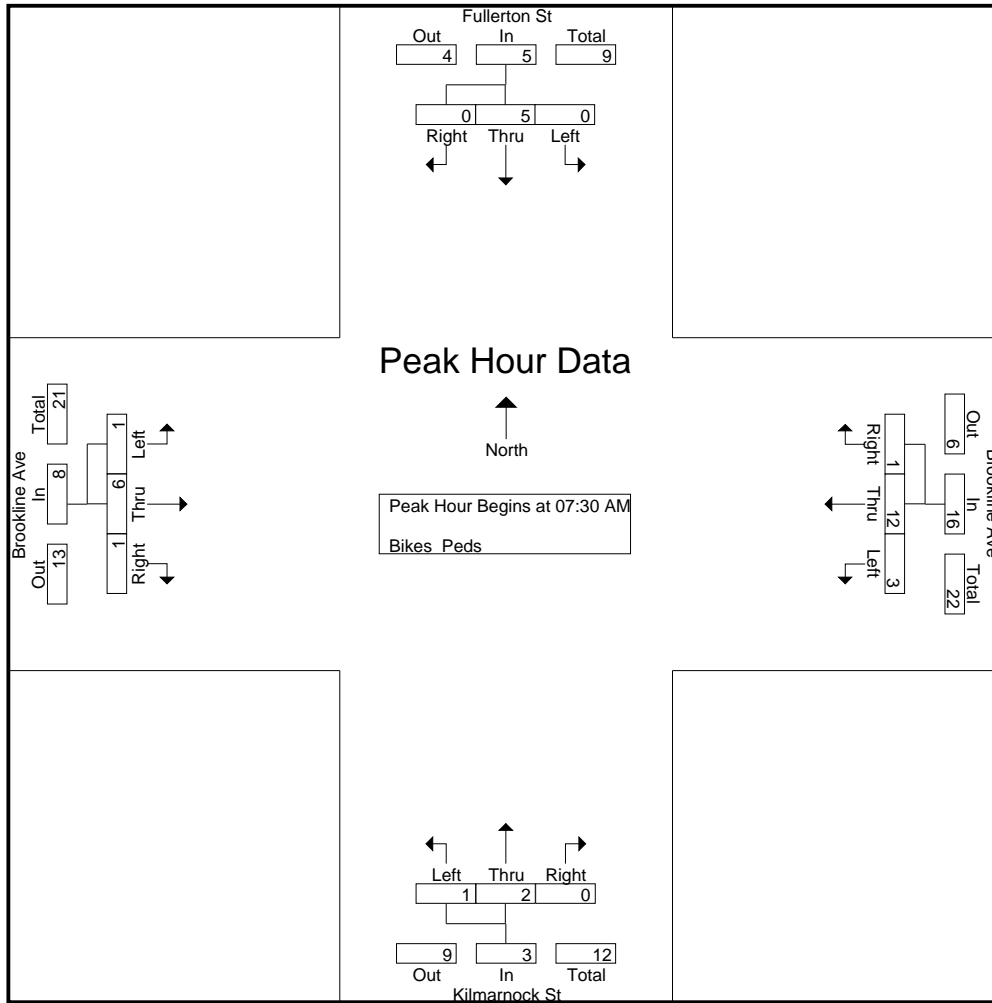 Fullerton St
Out In Total
4 5 9
0 5 0
Right Thru Left
Peak Hour Data
North
Peak Hour Begins at 07:30 AM
Bikes Peds
Brookline Ave
Total In Out
21 8 13
1 6 1
Left Thru Right
Right Thru Left
1 12 3
Out In Total
6 16 22
Brookline Ave
Left Thru Right
1 2 0
9 3 12
Out In Total
Kilmarnock St